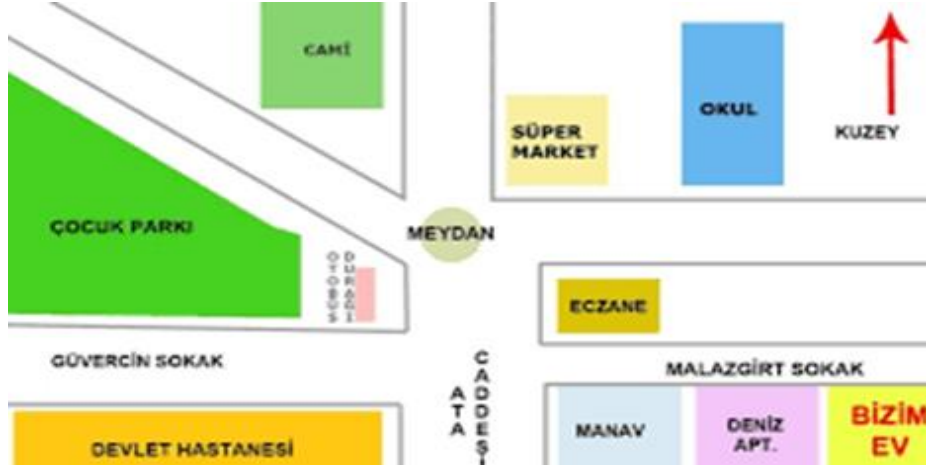 CAMİ
SÜPER
MARKET
OKUL
KUZEY
ÇOCUK PARKI
MEYDAN
OTOBÜS
DURAĞI
ECZANE
GÜVERCİN SOKAK
MALAZGİRT SOKAK
ATA
CADDESİ
DEVLET HASTANESİ
MANAV
DENİZ
APT.
BİZİM
EV